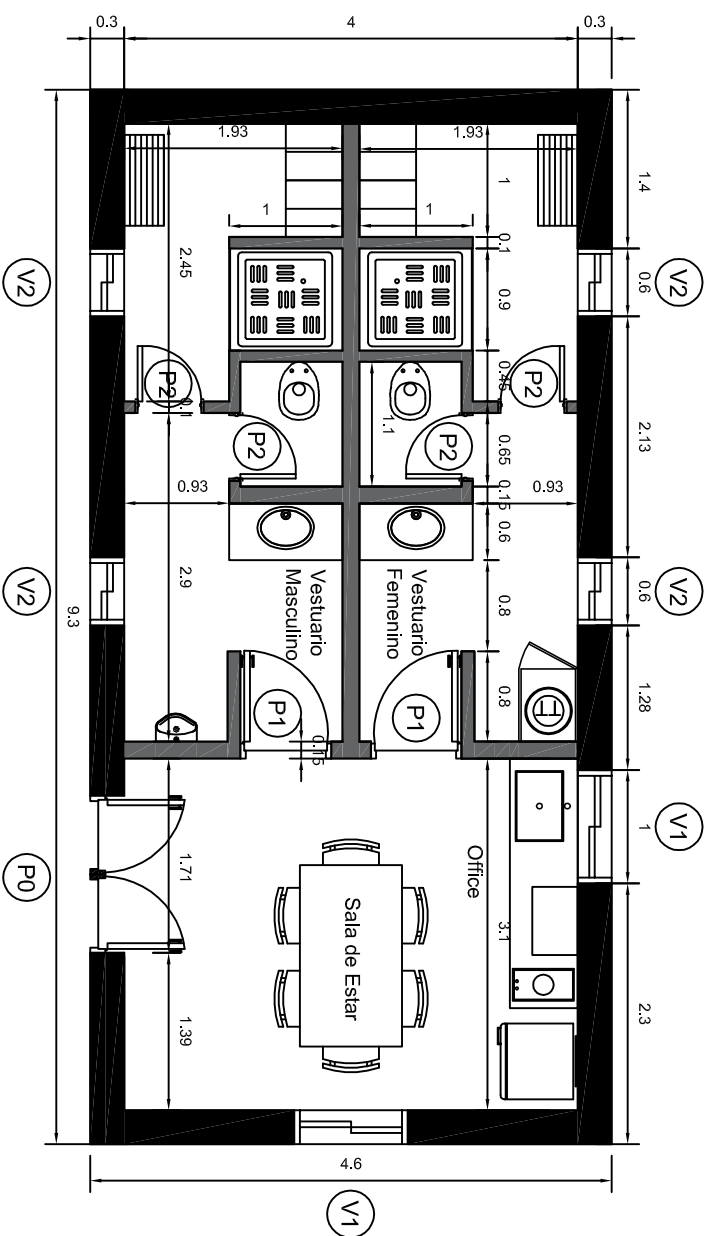 0.3
4
0.3
1.4
V2
0.6
2.13
V2
0.6
1.28
V1
1
2.3
1.93
1.93
1
0.1
0.9
0.45
0.65
0.15
0.6
0.8
0.8
1
1
2.45
0.1
2.9
P2
P2
P2
P2
1.1
0.93
0.93
Vestuario
Masculino
Vestuario
Femenino
P1
P1
0.15
V2
V2
9.3
P0
1.71
1.39
Office
3.1
Sala de Estar
4.6
V1